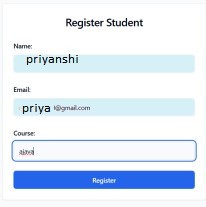 Register Student
Name:
priyanshi
Email:
priya @gmail.com
Course:
Register